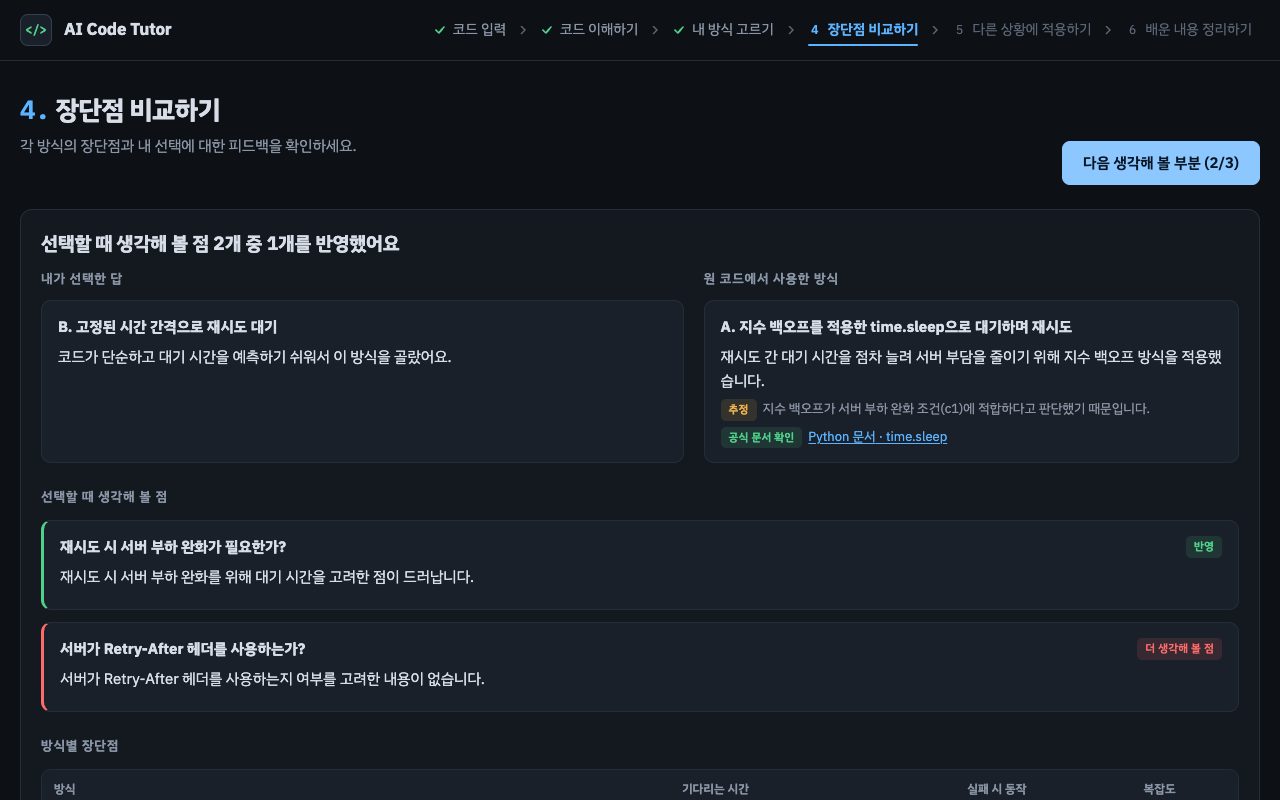 </> AI Code Tutor
코드 입력
코드 이해하기
내 방식 고르기
4 장단점 비교하기
5 다른 상황에 적용하기
6 배운 내용 정리하기
4. 장단점 비교하기
각 방식의 장단점과 내 선택에 대한 피드백을 확인하세요.
다음 생각해 볼 부분 (2/3)
선택할 때 생각해 볼 점 2개 중 1개를 반영했어요
내가 선택한 답
B. 고정된 시간 간격으로 재시도 대기
코드가 단순하고 대기 시간을 예측하기 쉬워서 이 방식을 골랐어요.
원 코드에서 사용한 방식
A. 지수 백오프를 적용한 time.sleep으로 대기하며 재시도
재시도 간 대기 시간을 점차 늘려 서버 부담을 줄이기 위해 지수 백오프 방식을 적용했
습니다.
추정 지수 백오프가 서버 부하 완화 조건(c1)에 적합하다고 판단했기 때문입니다.
공식 문서 확인 Python 문서 · time.sleep
선택할 때 생각해 볼 점
재시도 시 서버 부하 완화가 필요한가?
반영
재시도 시 서버 부하 완화를 위해 대기 시간을 고려한 점이 드러납니다.
서버가 Retry-After 헤더를 사용하는가?
더 생각해 볼 점
서버가 Retry-After 헤더를 사용하는지 여부를 고려한 내용이 없습니다.
방식별 장단점
방식 기다리는 시간 실패 시 동작 복잡도